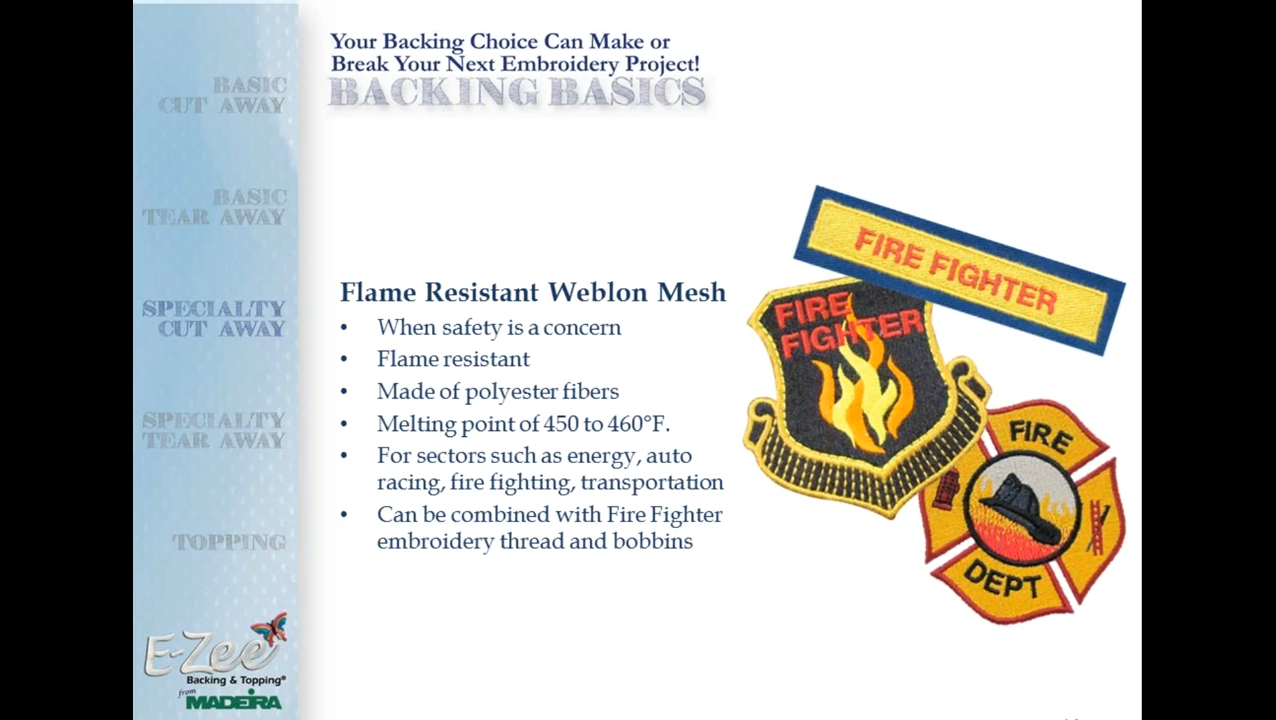 Your Backing Choice Can Make or
Break Your Next Embroidery Project!
BACKING BASICS
BASIC
CUT AWAY
BASIC
TEAR AWAY
SPECIALTY
CUT AWAY
SPECIALTY
TEAR AWAY
TOPPING
E-Zee
Backing & Topping®
from
MADEIRA
Flame Resistant Weblon Mesh
• When safety is a concern
• Flame resistant
• Made of polyester fibers
• Melting point of 450 to 460°F.
• For sectors such as energy, auto
racing, fire fighting, transportation
• Can be combined with Fire Fighter
embroidery thread and bobbins
FIRE FIGHTER
FIRE
FIGHTER
FIRE
DEPT